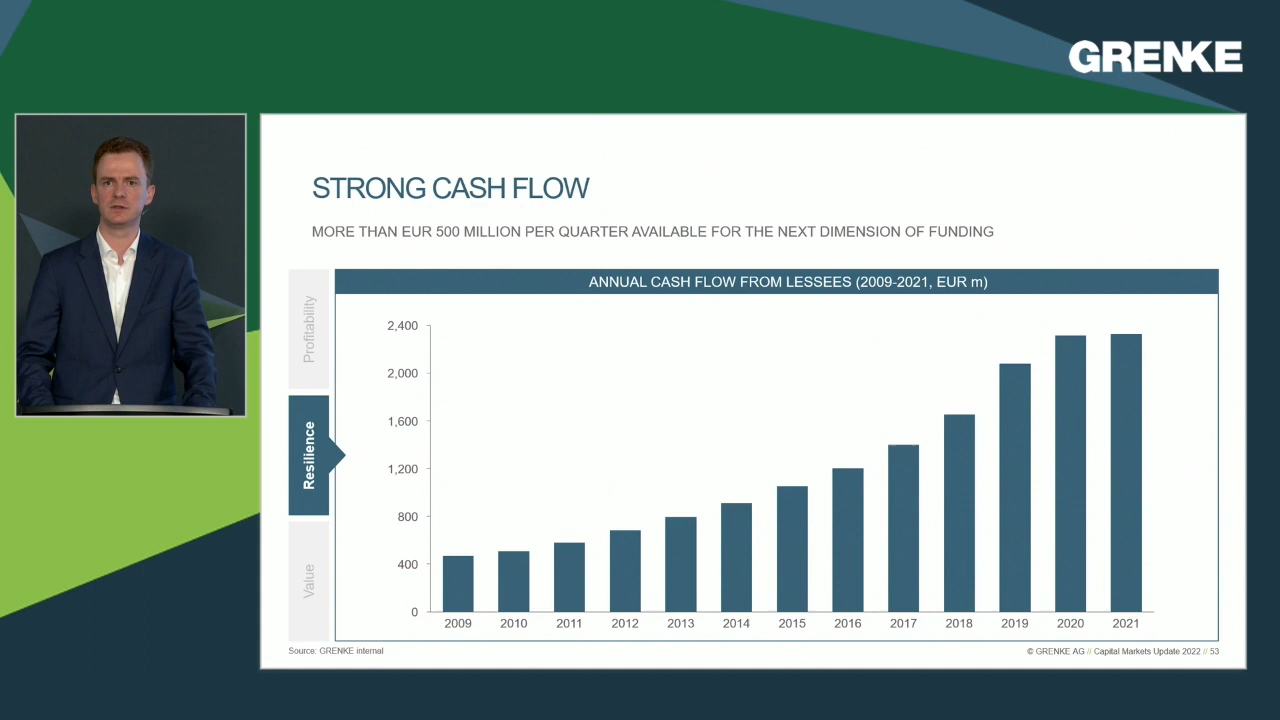 GRENKE
STRONG CASH FLOW
MORE THAN EUR 500 MILLION PER QUARTER AVAILABLE FOR THE NEXT DIMENSION OF FUNDING
Profitability
Resilience
Value
ANNUAL CASH FLOW FROM LESSEES (2009-2021, EUR m)
2,400
2,000
1,600
1,200
800
400
0
2009 2010 2011 2012 2013 2014 2015 2016 2017 2018 2019 2020 2021
Source: GRENKE internal
© GRENKE AG // Capital Markets Update 2022 // 53